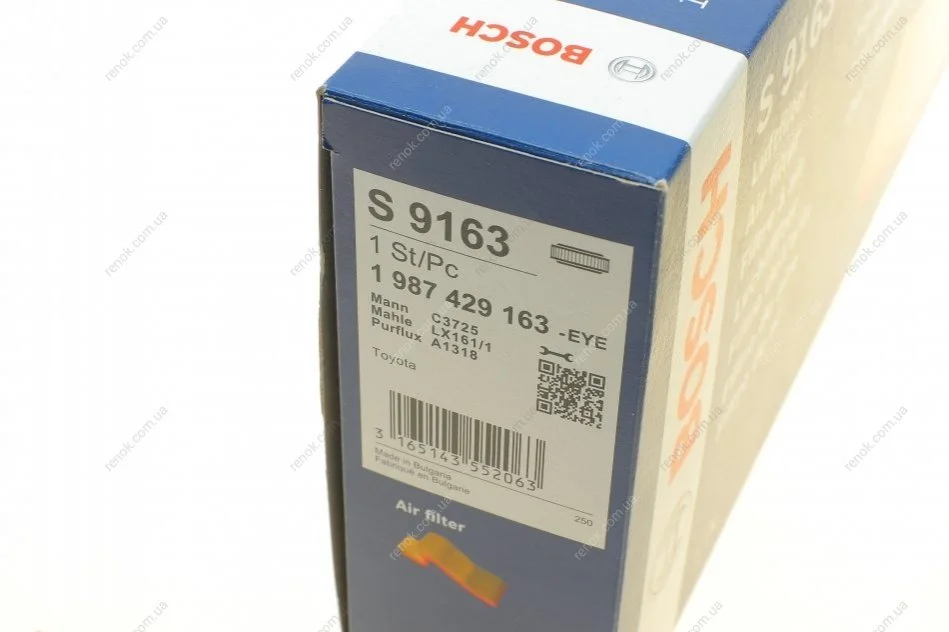 BOSCH
S 9163
S 9163
1 St/Pc
1 987 429 163 -EYE
Mann C3725
Mahle LX161/1
Purflux A1318
Toyota
3 165143 552063
Made in Bulgaria
Fabriqué en Bulgarie
250
Air filter
BOSCH
renok.com.ua